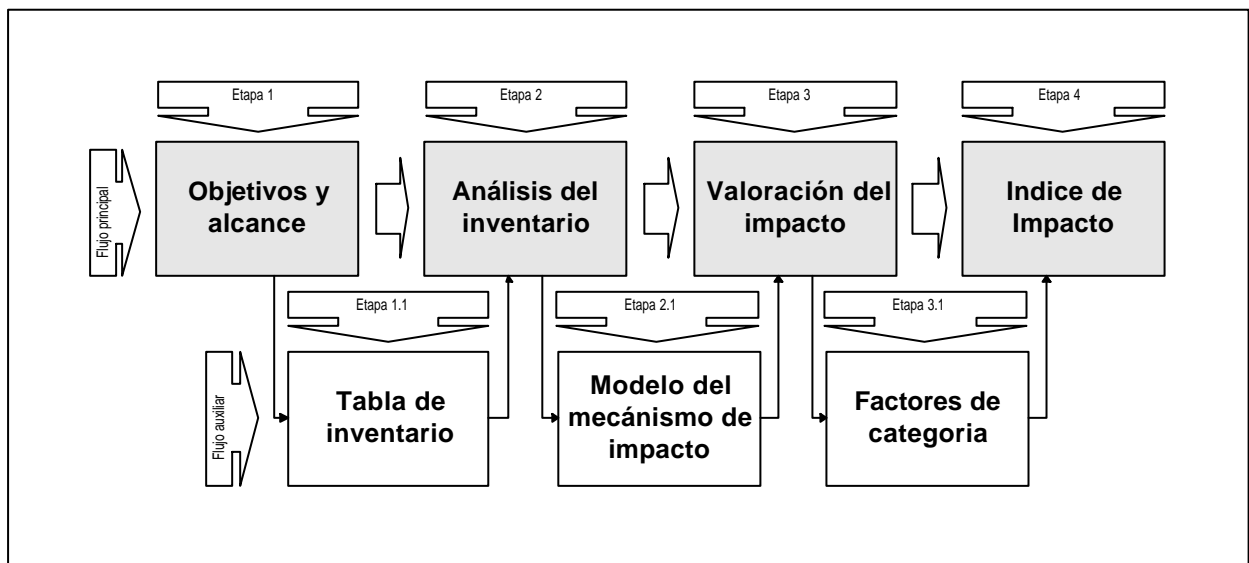 Etapa 1
Etapa 2
Etapa 3
Etapa 4
Flujo principal
Objetivos y
alcance
Análisis del
inventario
Valoración del
impacto
Indice de
Impacto
Etapa 1.1
Etapa 2.1
Etapa 3.1
Flujo auxiliar
Tabla de
inventario
Modelo del
mecánismo de
impacto
Factores de
categoria